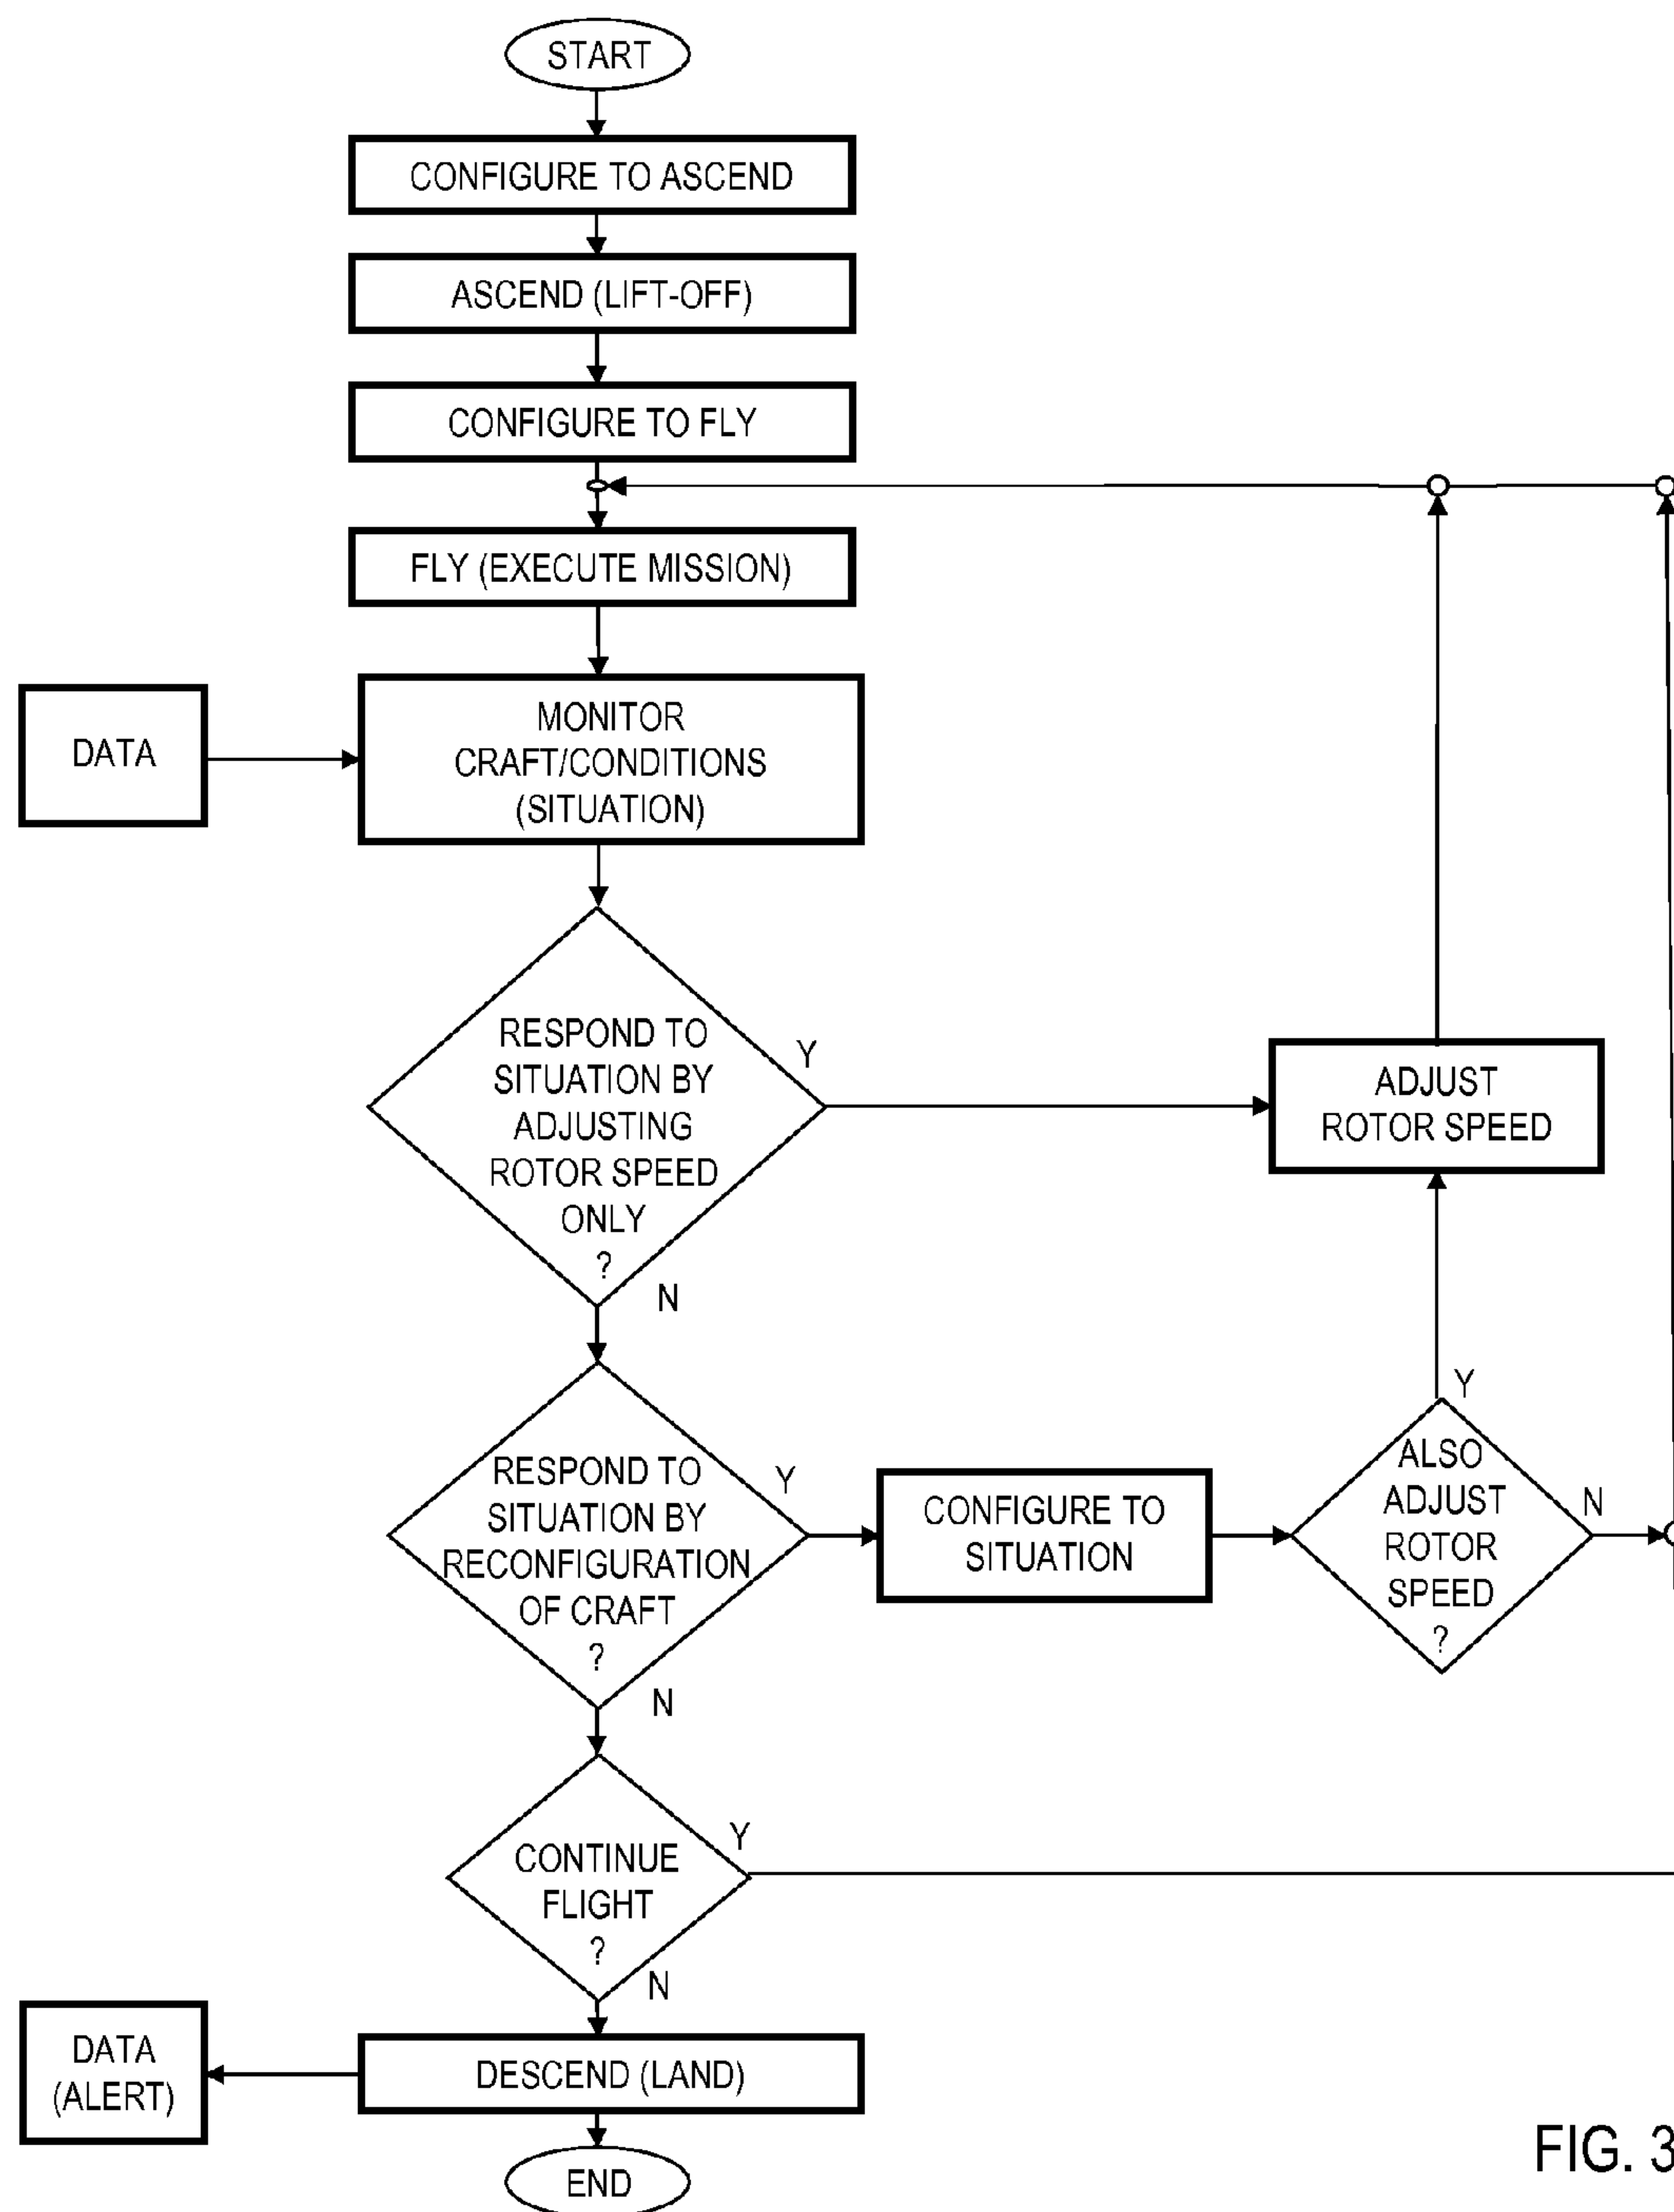 START
CONFIGURE TO ASCEND
ASCEND (LIFT-OFF)
CONFIGURE TO FLY
FLY (EXECUTE MISSION)
DATA
MONITOR
CRAFT/CONDITIONS
(SITUATION)
RESPOND TO
SITUATION BY
ADJUSTING
ROTOR SPEED
ONLY
?
Y
N
ADJUST
ROTOR SPEED
RESPOND TO
SITUATION BY
RECONFIGURATION
OF CRAFT
?
Y
N
CONFIGURE TO
SITUATION
ALSO
ADJUST
ROTOR
SPEED
?
Y
N
CONTINUE
FLIGHT
?
Y
N
DATA
(ALERT)
DESCEND (LAND)
END
FIG. 3